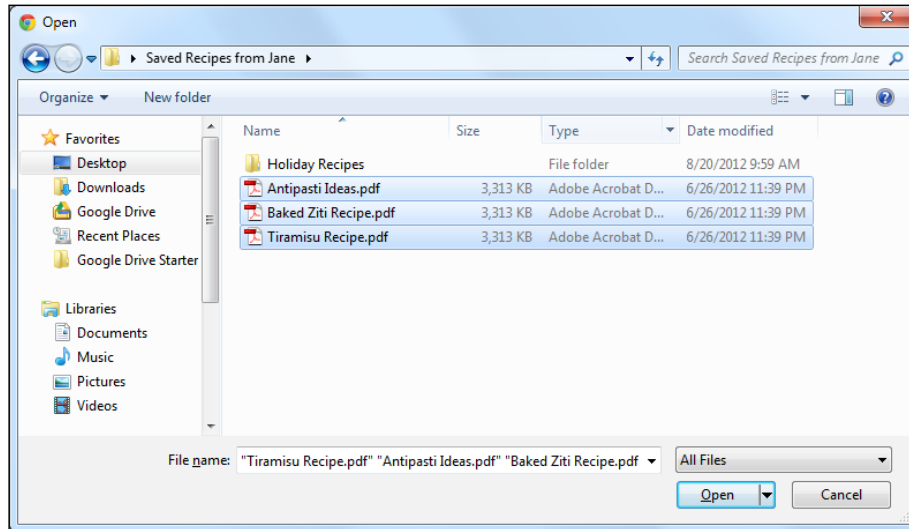 Open
Saved Recipes from Jane
Search Saved Recipes from Jane
Organize
New folder
Favorites
Desktop
Downloads
Google Drive
Recent Places
Google Drive Starter
Libraries
Documents
Music
Pictures
Videos
Name Size Type Date modified
Holiday Recipes File folder 8/20/2012 9:59 AM
Antipasti Ideas.pdf 3,313 KB Adobe Acrobat D... 6/26/2012 11:39 PM
Baked Ziti Recipe.pdf 3,313 KB Adobe Acrobat D... 6/26/2012 11:39 PM
Tiramisu Recipe.pdf 3,313 KB Adobe Acrobat D... 6/26/2012 11:39 PM
File name: "Tiramisu Recipe.pdf" "Antipasti Ideas.pdf" "Baked Ziti Recipe.pdf
All Files
Open
Cancel